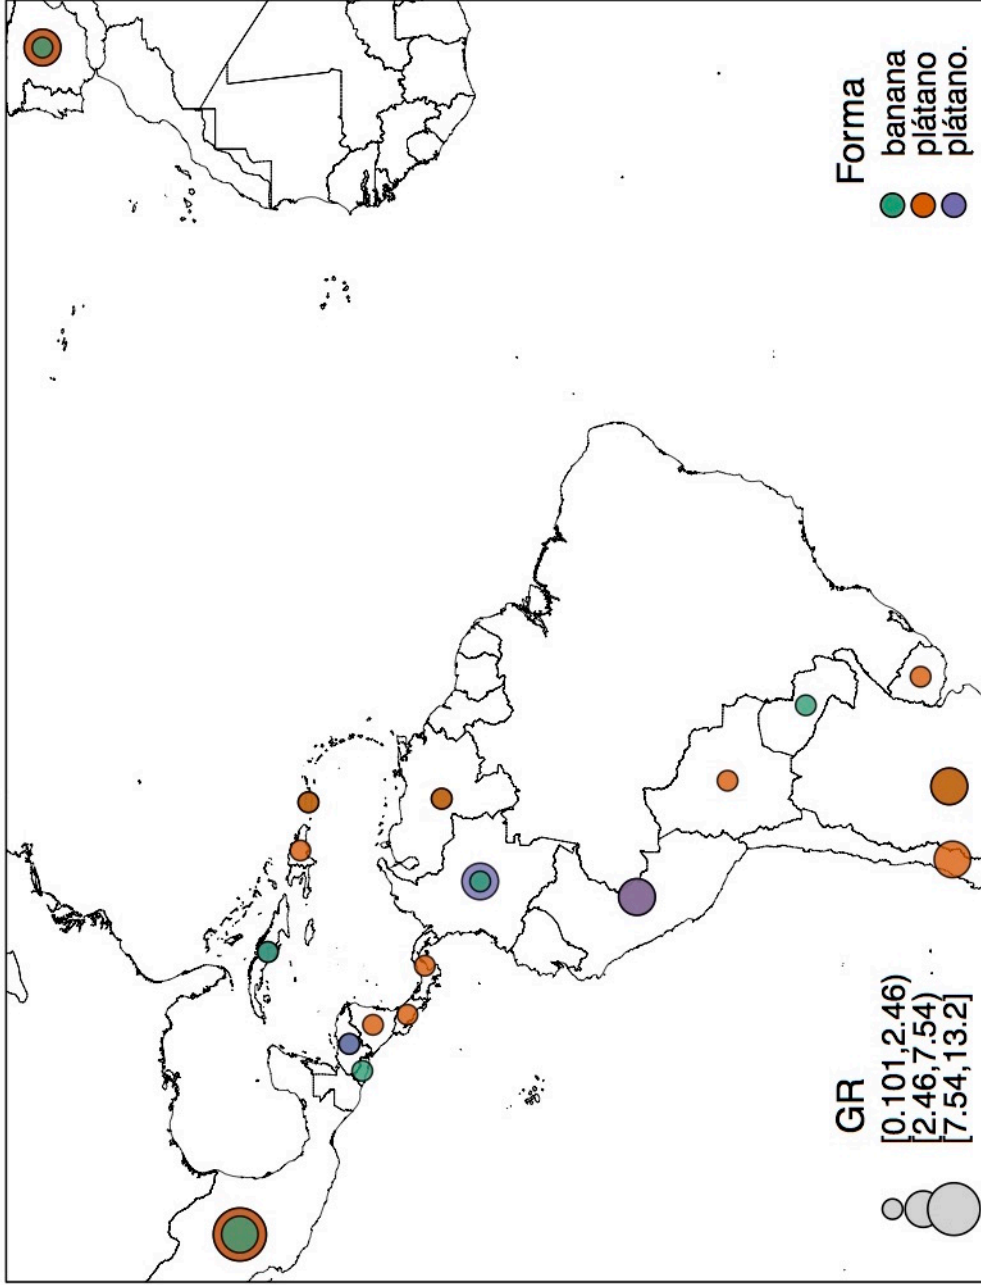 Forma
banana
plátano
plátano.
GR
[0.101,2.46)
[2.46,7.54)
[7.54,13.2]